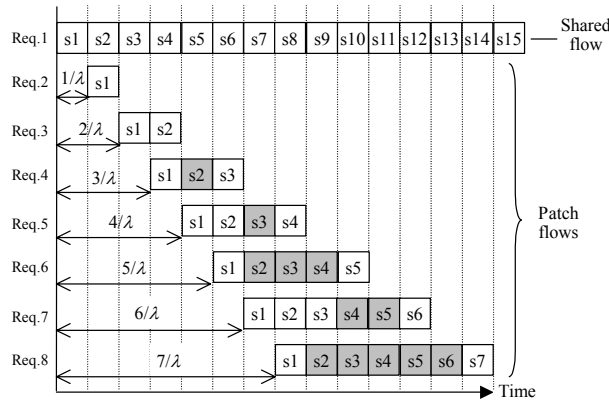 Req.1 s1 s2 s3 s4 s5 s6 s7 s8 s9 s10 s11 s12 s13 s14 s15 Shared flow
Req.2 1/λ s1
Req.3 2/λ s1 s2
Req.4 3/λ s1 s2 s3
Req.5 4/λ s1 s2 s3 s4
Patch flows
Req.6 5/λ s1 s2 s3 s4 s5
Req.7 6/λ s1 s2 s3 s4 s5 s6
Req.8 7/λ s1 s2 s3 s4 s5 s6 s7
Time